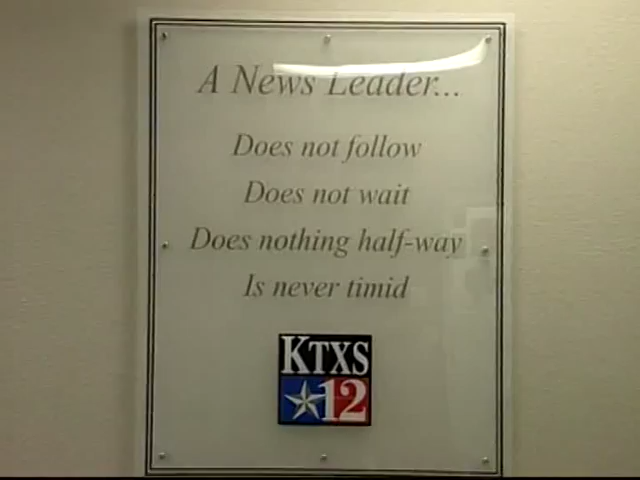 A News Leader...
Does not follow
Does not wait
Does nothing half-way
Is never timid
KTXS
12